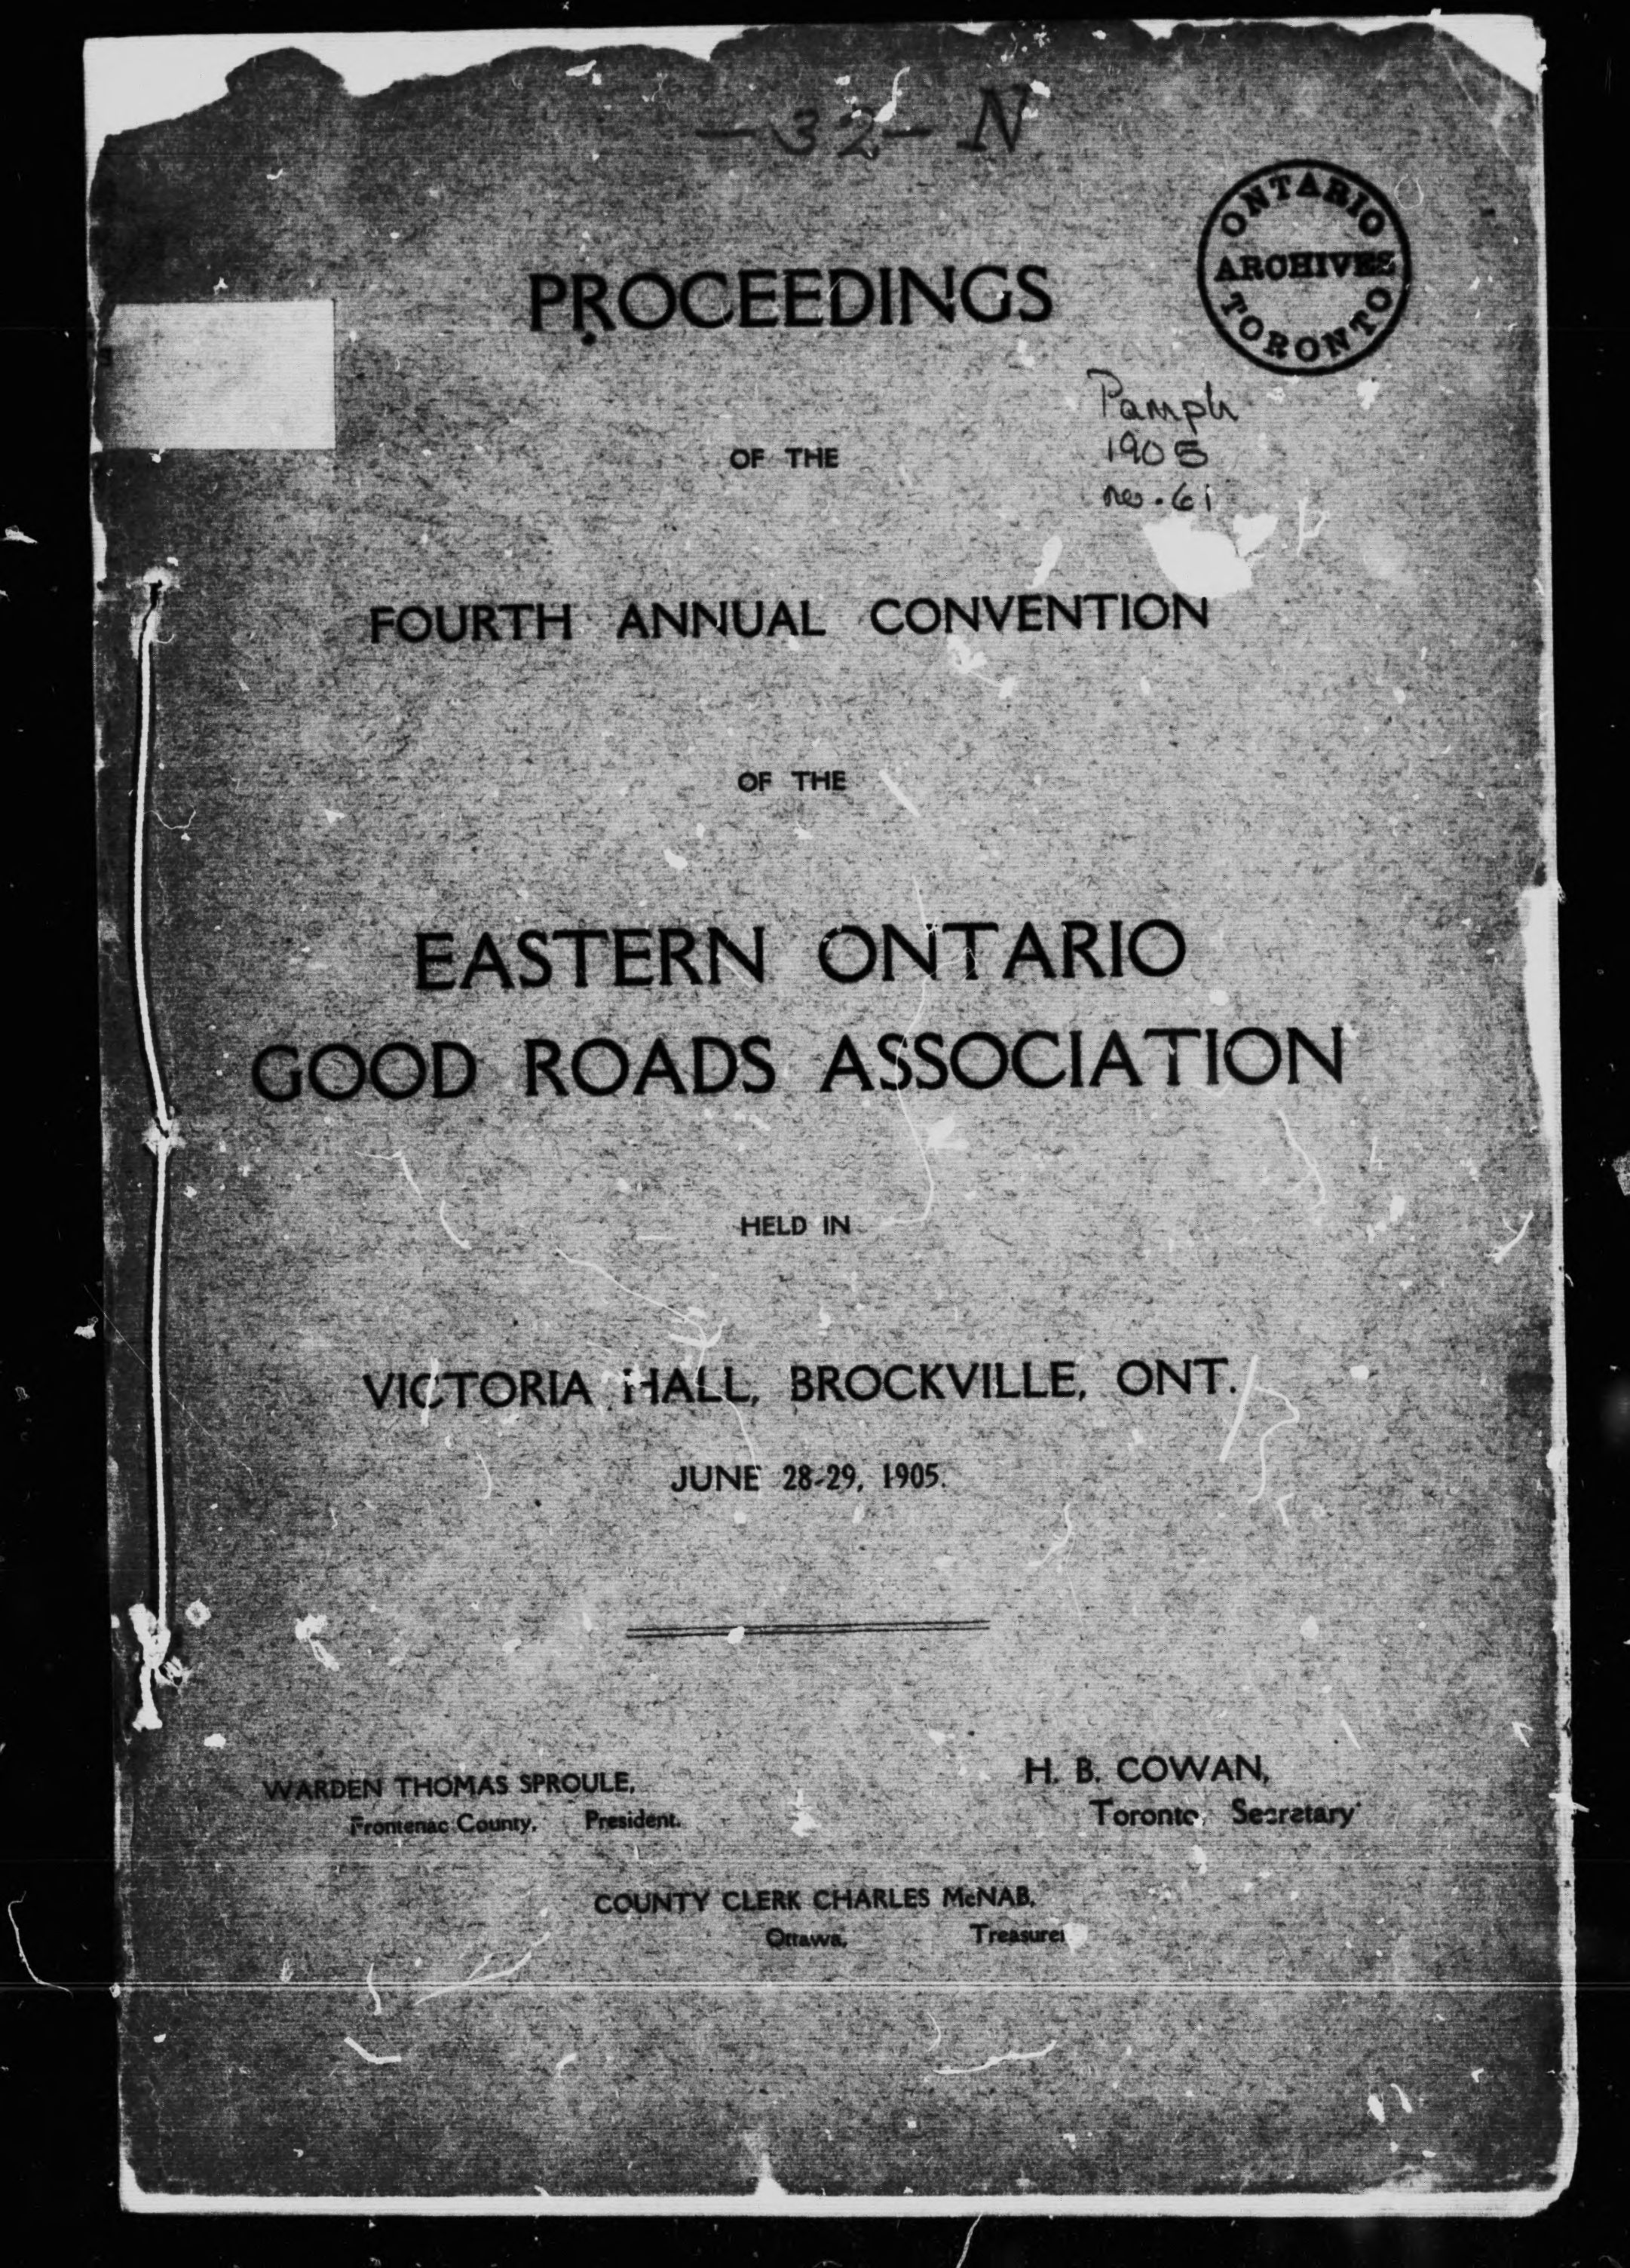 -32- N
ONTARIO
ARCHIVES
TORONTO
PROCEEDINGS
Pamph
1905
no. 61
OF THE
FOURTH ANNUAL CONVENTION
OF THE
EASTERN ONTARIO
GOOD ROADS ASSOCIATION
HELD IN
VICTORIA HALL, BROCKVILLE, ONT.
JUNE 28-29, 1905.
WARDEN THOMAS SPROULE,
Frontenac County, President.
H. B. COWAN,
Toronto, Secretary
COUNTY CLERK CHARLES McNAB,
Ottawa, Treasurer